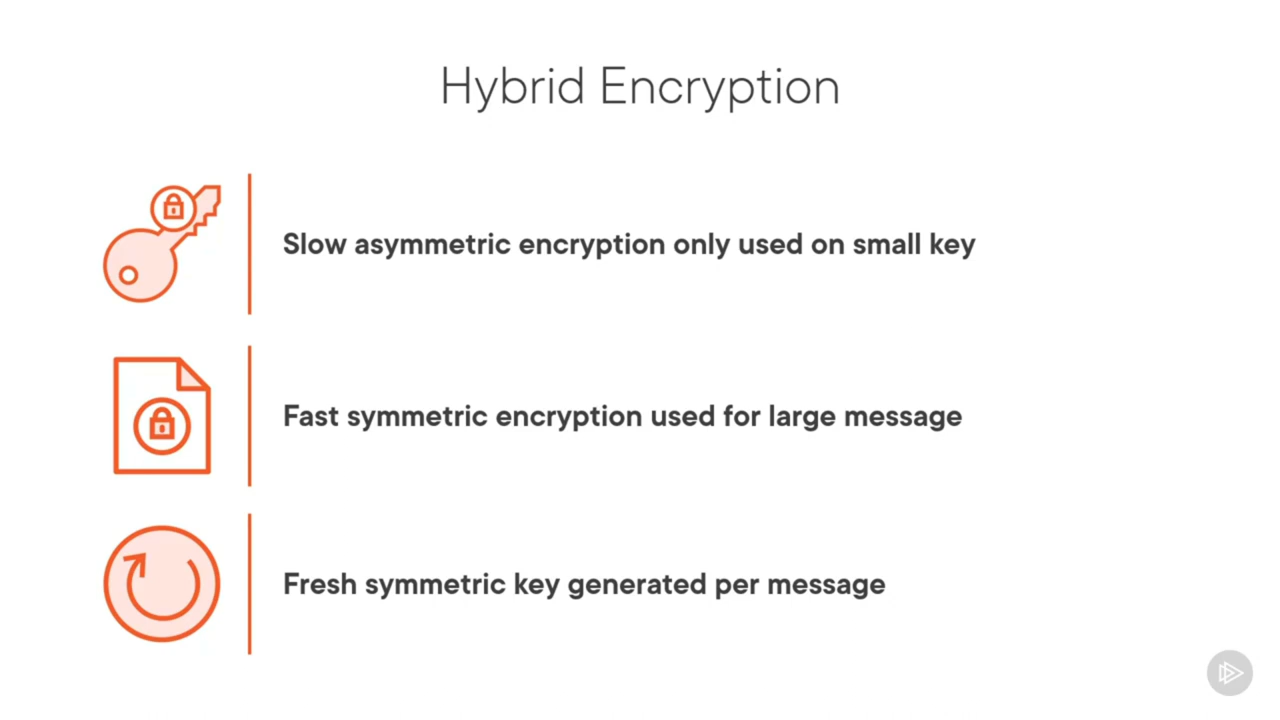 Hybrid Encryption
Slow asymmetric encryption only used on small key
Fast symmetric encryption used for large message
Fresh symmetric key generated per message